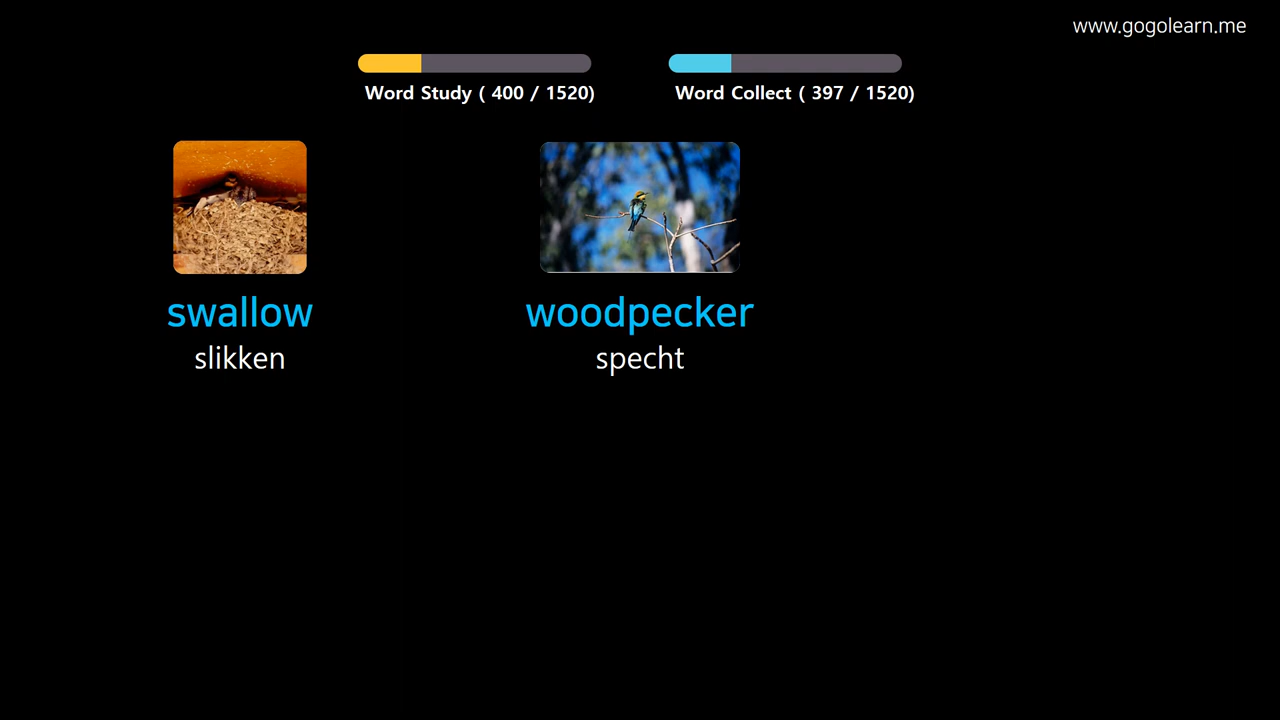 www.gogolearn.me
Word Study ( 400 / 1520)
Word Collect ( 397 / 1520)
swallow
slikken
woodpecker
specht